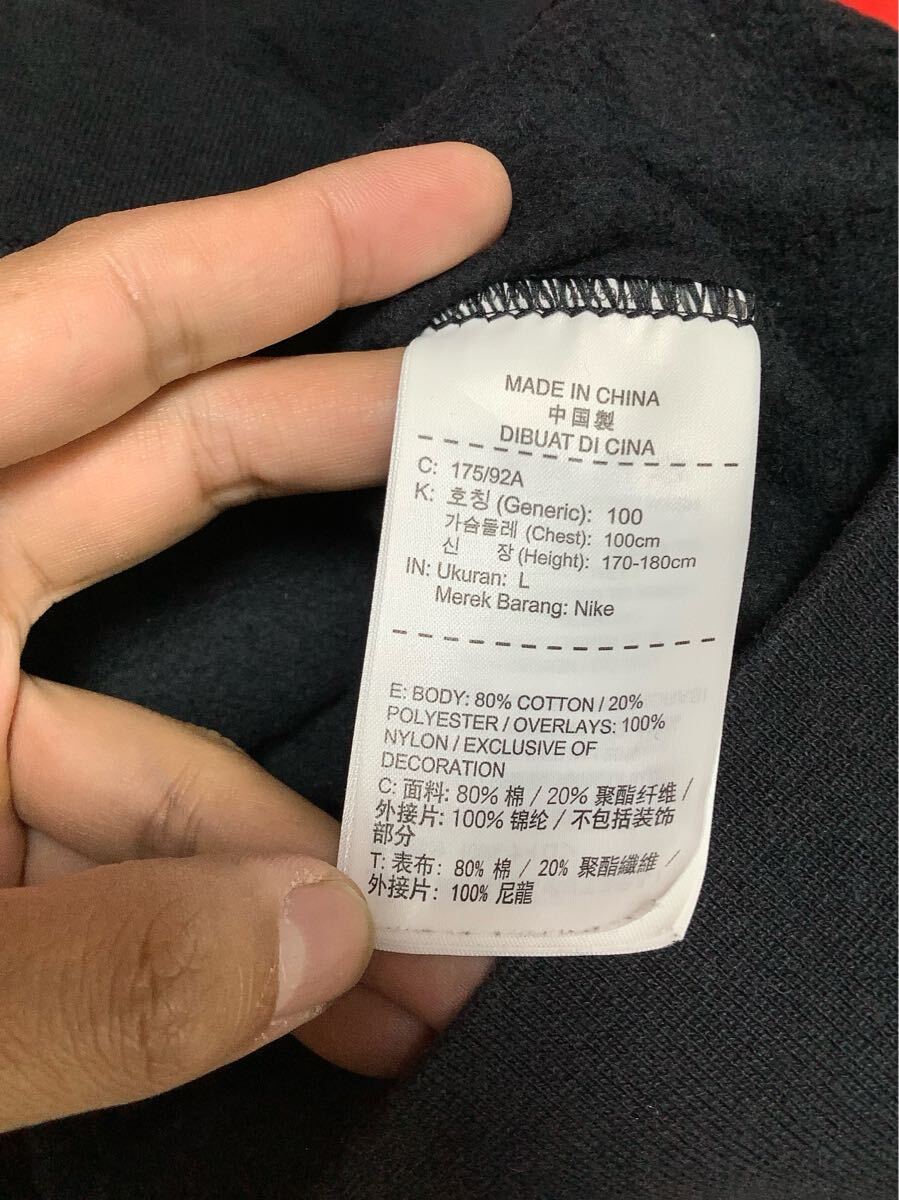 MADE IN CHINA
中国製
DIBUAT DI CINA
C: 175/92A
K: 호칭 (Generic): 100
가슴둘레 (Chest): 100cm
신 장 (Height): 170-180cm
IN: Ukuran: L
Merek Barang: Nike
E: BODY: 80% COTTON / 20%
POLYESTER / OVERLAYS: 100%
NYLON / EXCLUSIVE OF
DECORATION
C: 面料: 80% 棉 / 20% 聚酯纤维 /
外接片: 100% 锦纶 / 不包括装饰
部分
T: 表布: 80% 棉 / 20% 聚酯纖維 /
外接片: 100% 尼龍